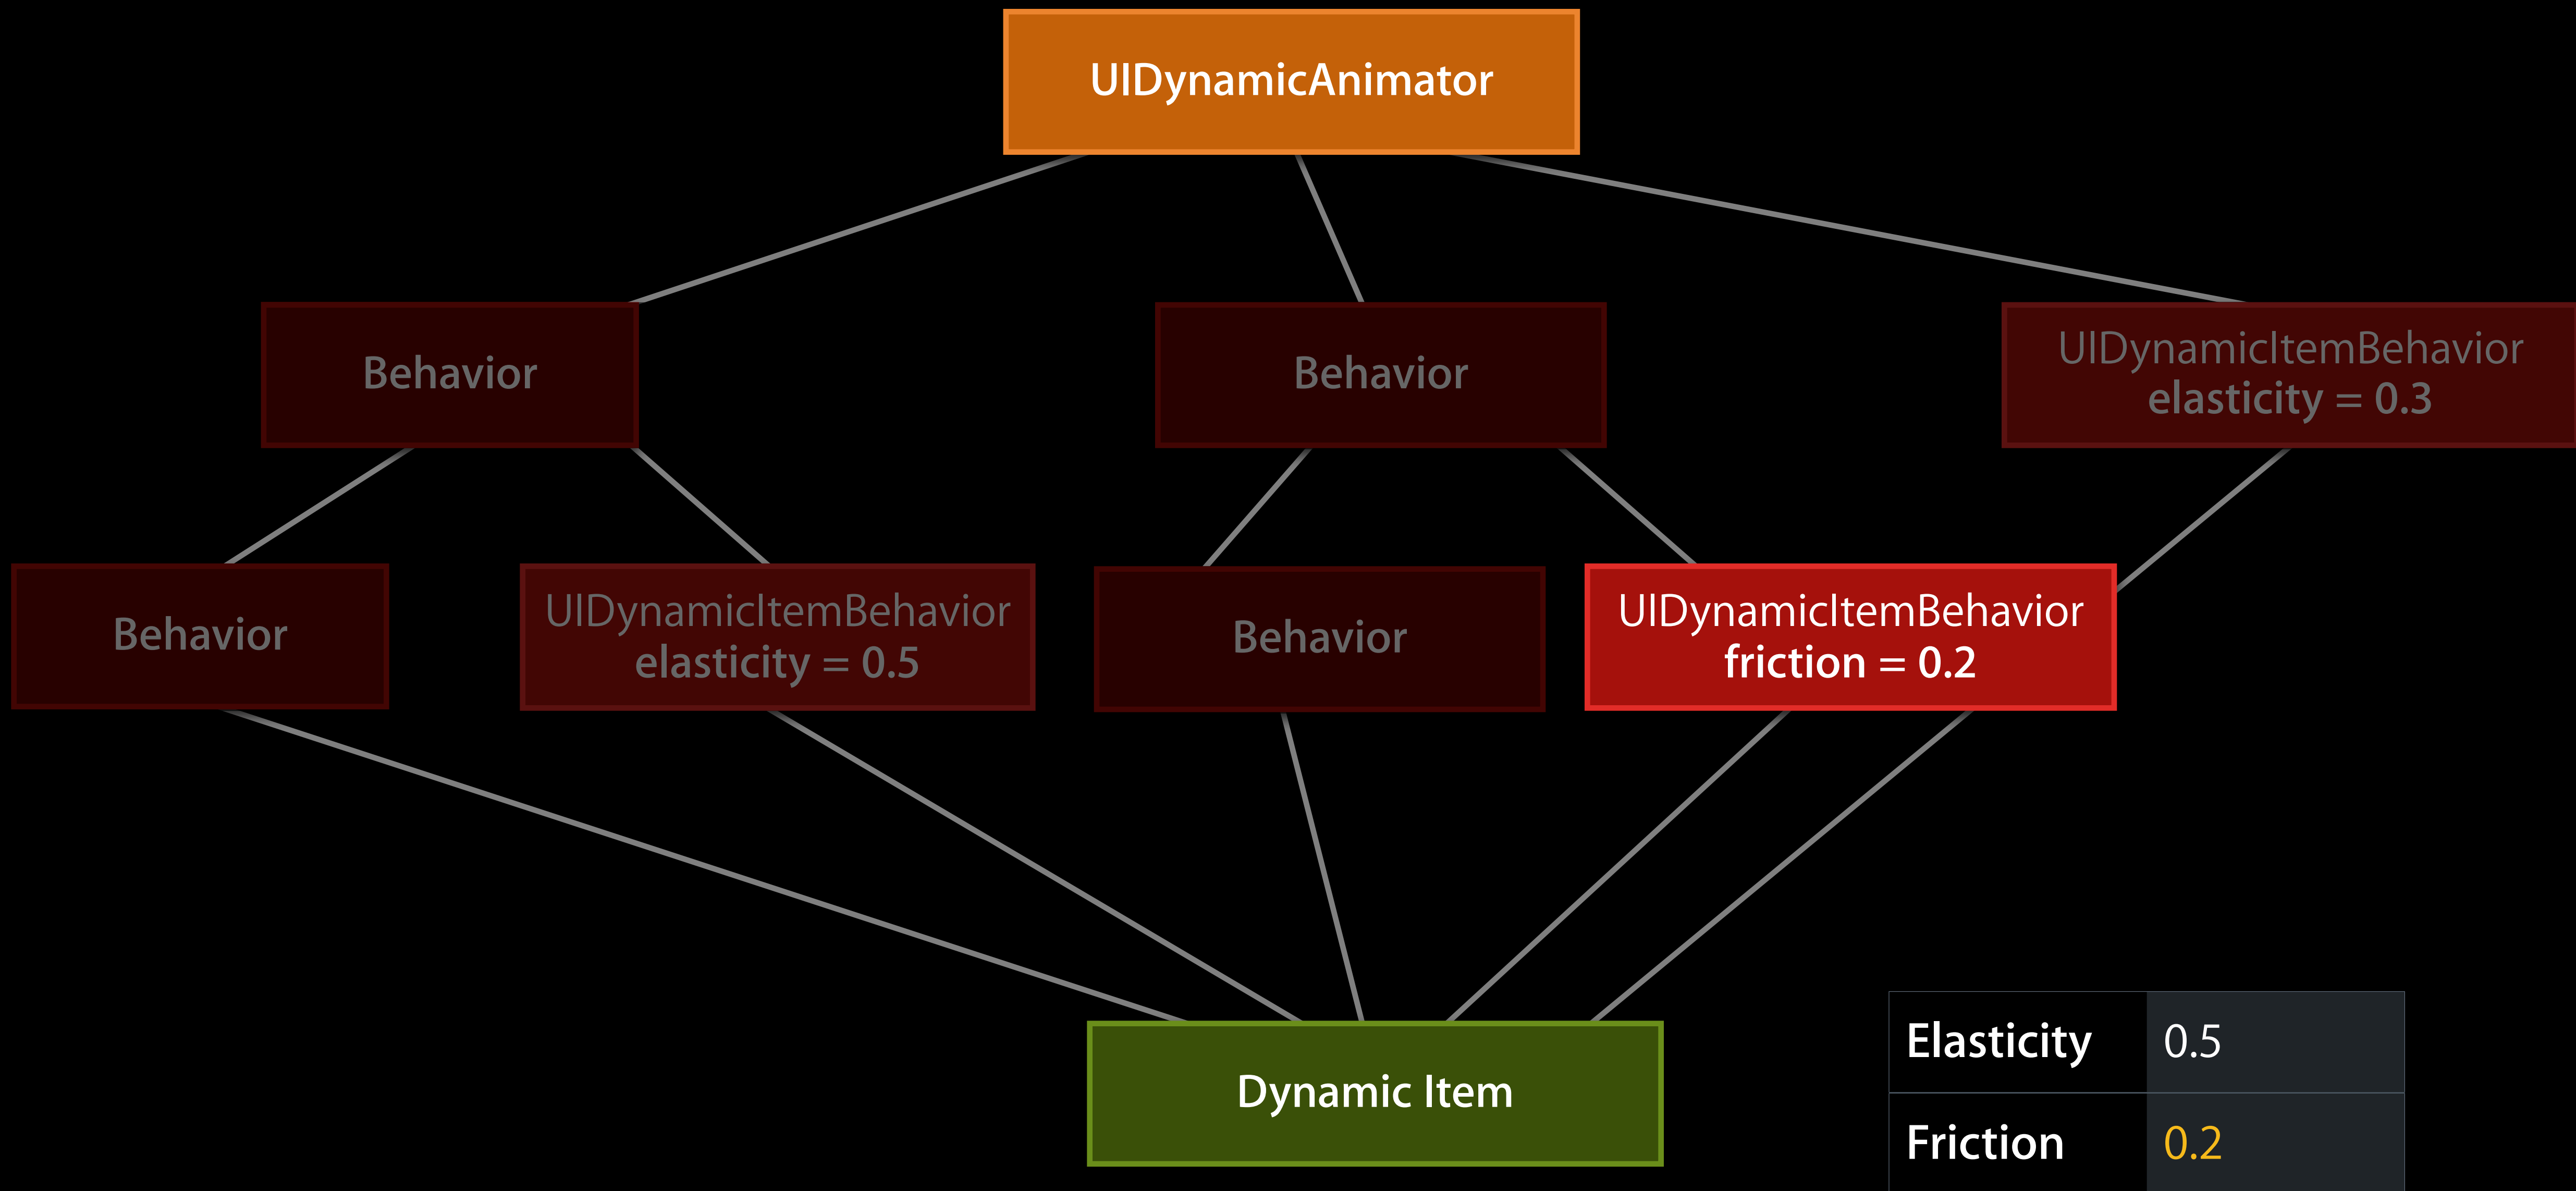 UIDynamicAnimator
Behavior
Behavior
UIDynamicItemBehavior
elasticity = 0.3
Behavior
UIDynamicItemBehavior
elasticity = 0.5
Behavior
UIDynamicItemBehavior
friction = 0.2
Dynamic Item
Elasticity 0.5
Friction 0.2